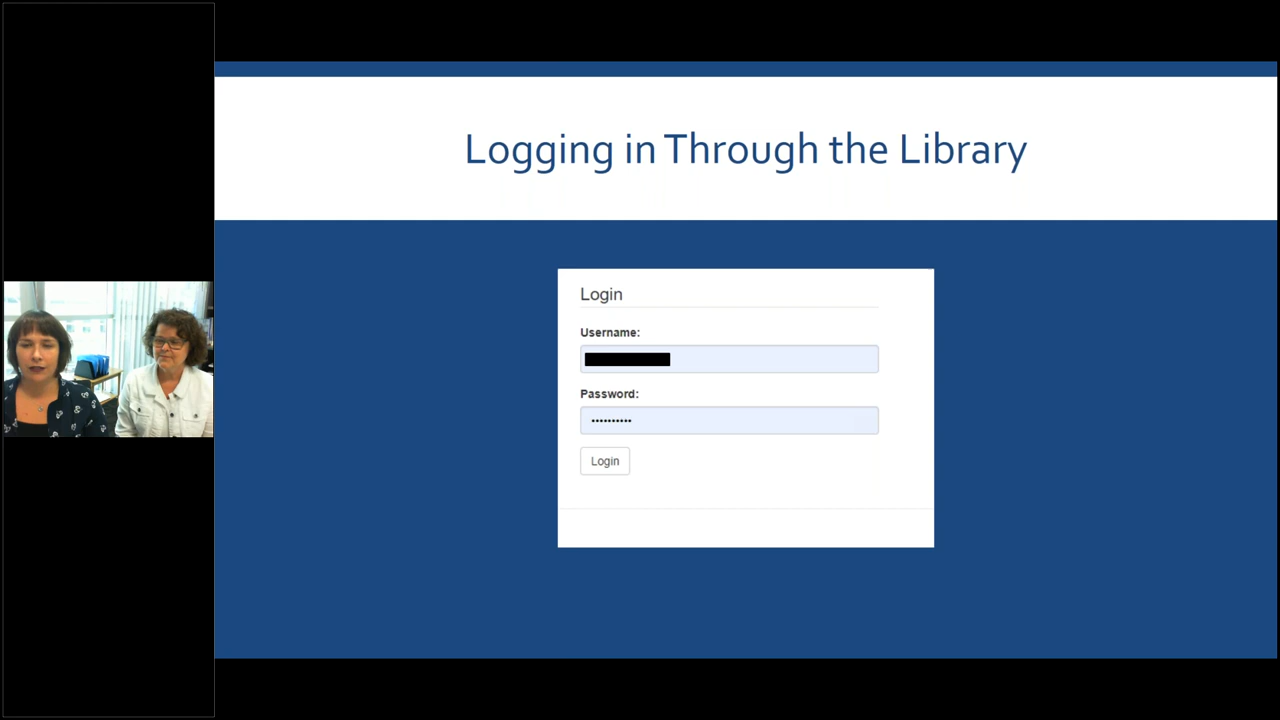 Logging in Through the Library
Login
Username:
Password:
••••••••••
Login